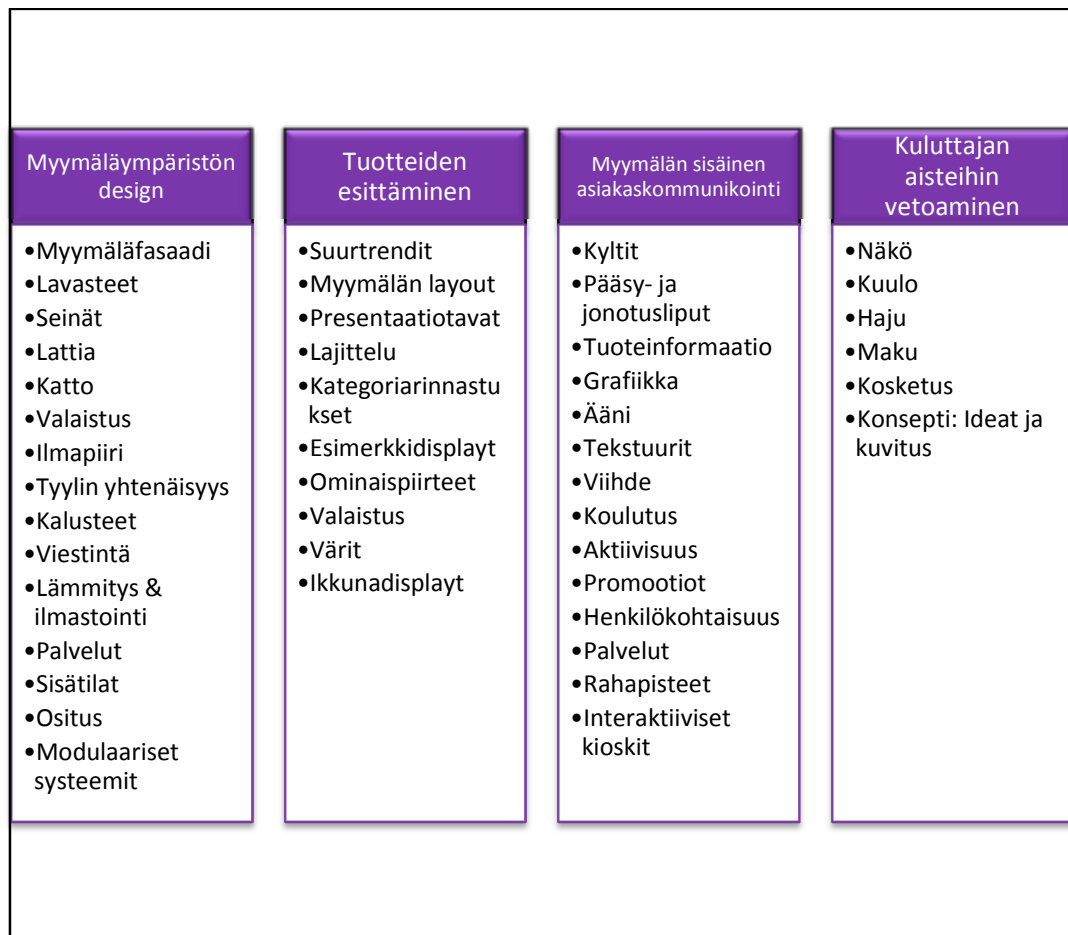 Myymäläympäristön
design
•Myymäläfasaadi
•Lavasteet
•Seinät
•Lattia
•Katto
•Valaistus
•Ilmapiiri
•Tyylin yhtenäisyys
•Kalusteet
•Viestintä
•Lämmitys &
ilmastointi
•Palvelut
•Sisätilat
•Ositus
•Modulaariset
systeemit
Tuotteiden
esittäminen
•Suurtrendit
•Myymälän layout
•Presentaatiotavat
•Lajittelu
•Kategoriarinnastu
kset
•Esimerkkidisplayt
•Ominaispiirteet
•Valaistus
•Värit
•Ikkunadisplayt
Myymälän sisäinen
asiakaskommunikointi
•Kyltit
•Pääsy- ja
jonotusliput
•Tuoteinformaatio
•Grafiikka
•Ääni
•Tekstuurit
•Viihde
•Koulutus
•Aktiivisuus
•Promootiot
•Henkilökohtaisuus
•Palvelut
•Rahapisteet
•Interaktiiviset
kioskit
Kuluttajan
aisteihin
vetoaminen
•Näkö
•Kuulo
•Haju
•Maku
•Kosketus
•Konsepti: Ideat ja
kuvitus